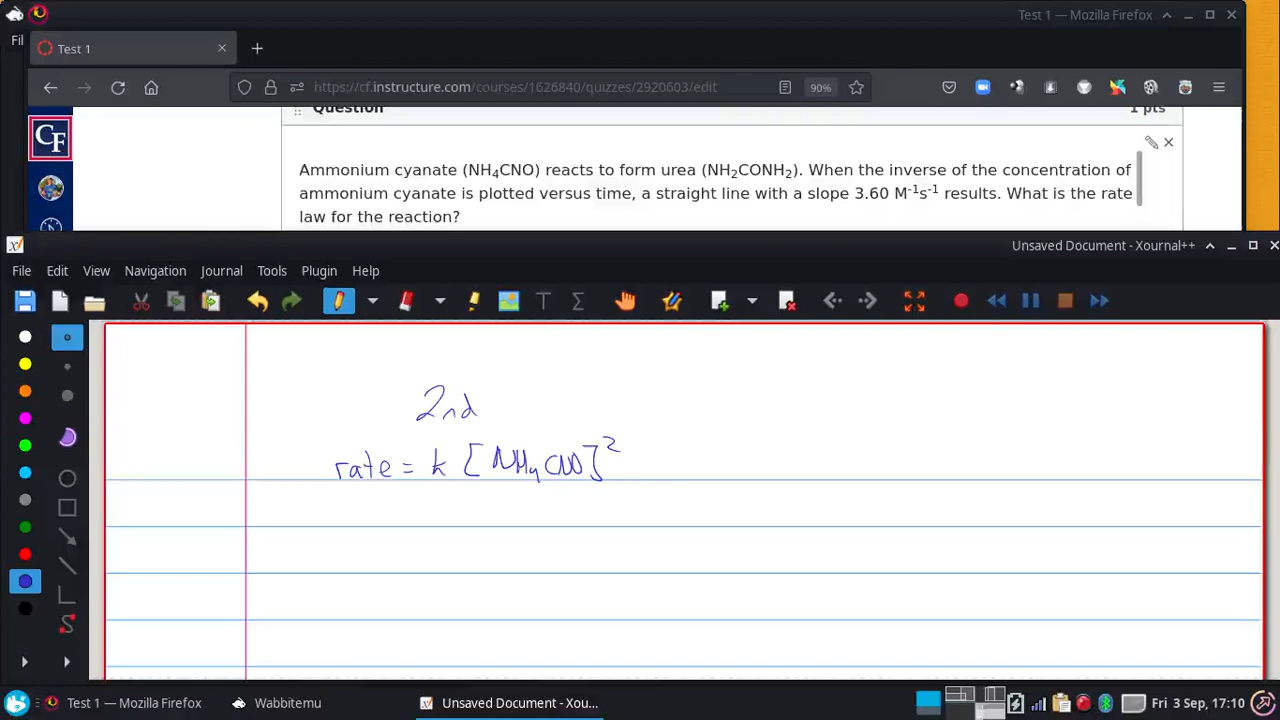 Test 1 — Mozilla Firefox
Fil
Test 1
https://cf.instructure.com/courses/1626840/quizzes/2920603/edit
90%
Question
1 pts
CF
Ammonium cyanate (NH4CNO) reacts to form urea (NH2CONH2). When the inverse of the concentration of
ammonium cyanate is plotted versus time, a straight line with a slope 3.60 M-1s-1 results. What is the rate
law for the reaction?
Unsaved Document - Xournal++
File Edit View Navigation Journal Tools Plugin Help
2nd
rate = k [NH4CNO]2
Test 1 — Mozilla Firefox
Wabbitemu
Unsaved Document - Xou...
Fri 3 Sep, 17:10